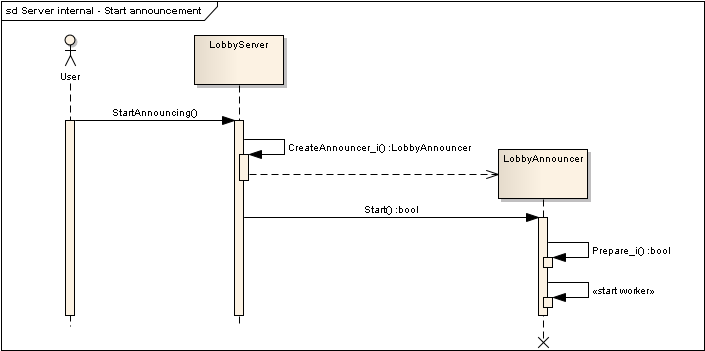 sd Server internal - Start announcement
LobbyServer
User
StartAnnouncing()
CreateAnnouncer_i() :LobbyAnnouncer
LobbyAnnouncer
Start() :bool
Prepare_i() :bool
«start worker»